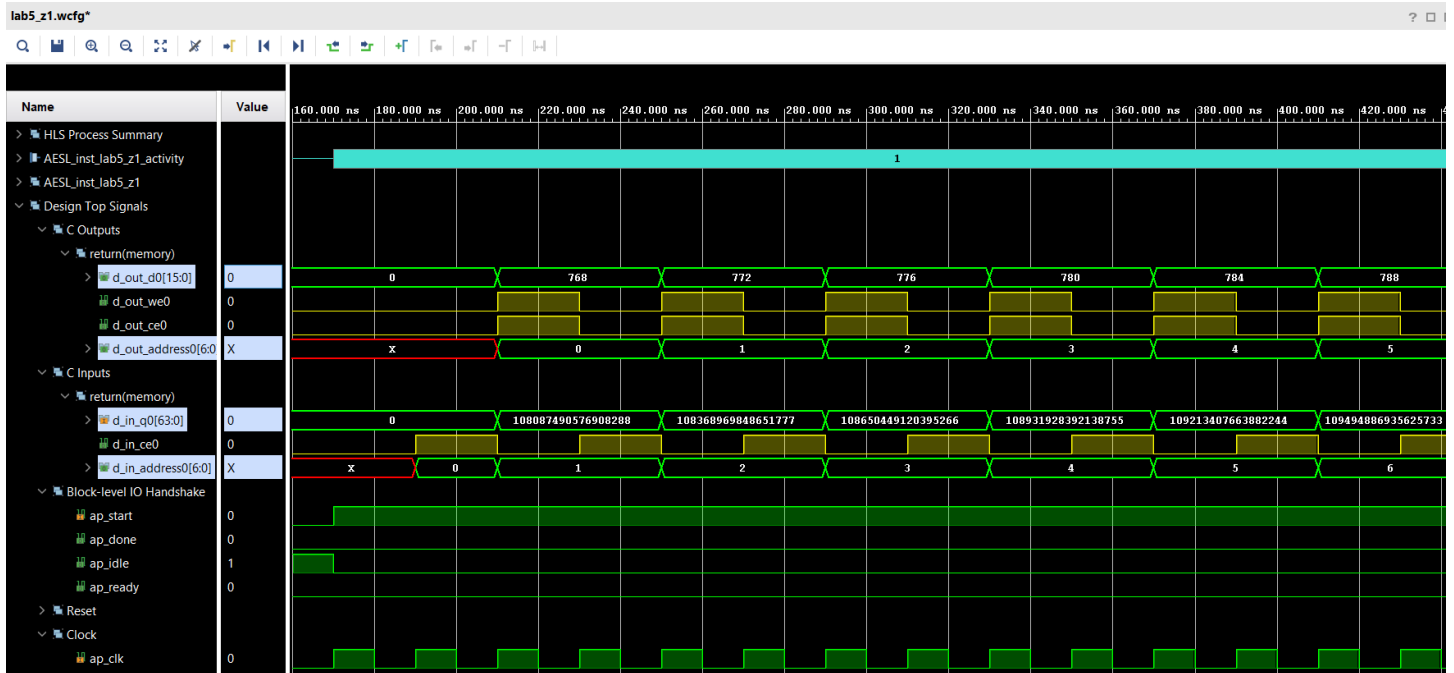 lab5_z1.wcfg*
Name Value
160.000 ns 180.000 ns 200.000 ns 220.000 ns 240.000 ns 260.000 ns 280.000 ns 300.000 ns 320.000 ns 340.000 ns 360.000 ns 380.000 ns 400.000 ns 420.000 ns
HLS Process Summary
AESL_inst_lab5_z1_activity 1
AESL_inst_lab5_z1
Design Top Signals
C Outputs
return(memory)
d_out_d0[15:0] 0 0 768 772 776 780 784 788
d_out_we0 0
d_out_ce0 0
d_out_address0[6:0 X X 0 1 2 3 4 5
C Inputs
return(memory)
d_in_q0[63:0] 0 0 108087490576908288 108368969848651777 108650449120395266 108931928392138755 109213407663882244 109494886935625733
d_in_ce0 0
d_in_address0[6:0] X X 0 1 2 3 4 5 6
Block-level IO Handshake
ap_start 0
ap_done 0
ap_idle 1
ap_ready 0
Reset
Clock
ap_clk 0